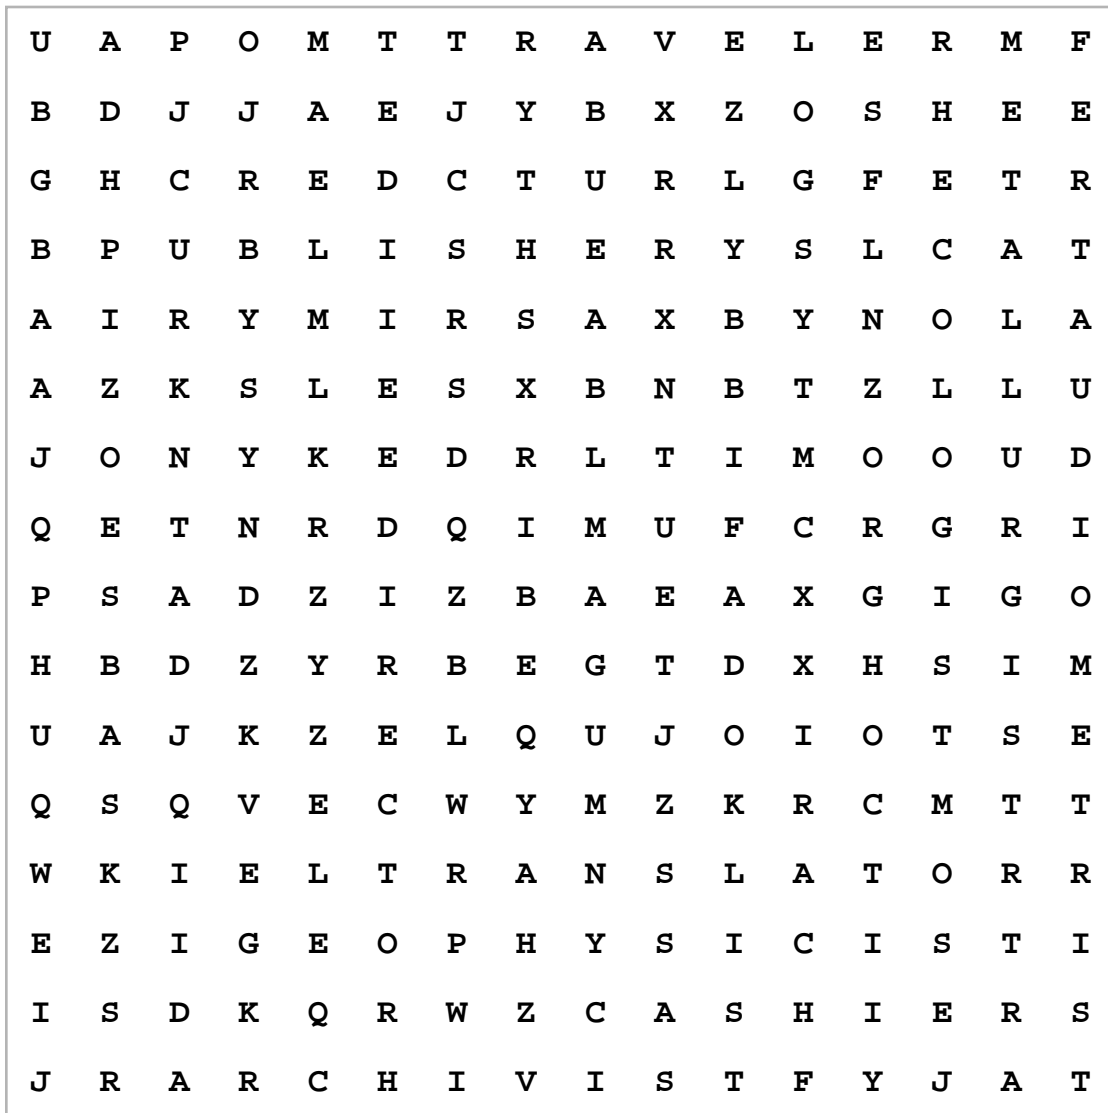 U A P O M T T R A V E L E R M F
B D J J A E J Y B X Z O S H E E
G H C R E D C T U R L G F E T R
B P U B L I S H E R Y S L C A T
A I R Y M I R S A X B Y N O L A
A Z K S L E S X B N B T Z L L U
J O N Y K E D R L T I M O O U D
Q E T N R D Q I M U F C R G R I
P S A D Z I Z B A E A X G I G O
H B D Z Y R B E G T D X H S I M
U A J K Z E L Q U J O I O T S E
Q S Q V E C W Y M Z K R C M T T
W K I E L T R A N S L A T O R R
E Z I G E O P H Y S I C I S T I
I S D K Q R W Z C A S H I E R S
J R A R C H I V I S T F Y J A T